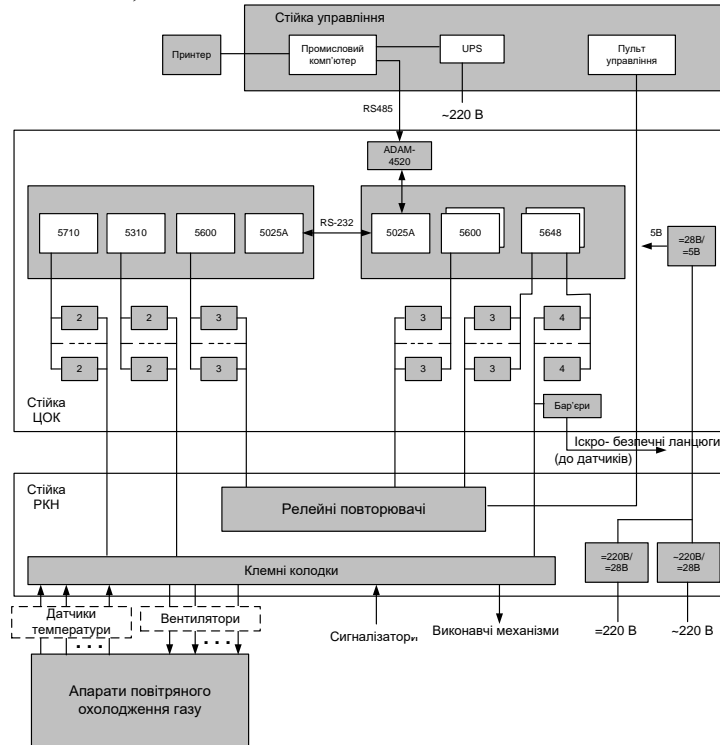 Стійка управління
Принтер
Промисловий
комп'ютер
UPS
Пульт
управління
RS485
~220 В
ADAM-
4520
5710
5310
5600
5025А
RS-232
5025А
5600
5648
5В
=28В/
=5В
2
2
3
3
3
4
2
2
3
3
3
4
Стійка
ЦОК
Бар'єри
Іскро- безпечні ланцюги
(до датчиків)
Стійка
РКН
Релейні повторювачі
Клемні колодки
=220В/
=28В
~220В/
=28В
Датчики
температури
Вентилятори
Сигналізатори
Виконавчі механізми
=220 В
~220 В
Апарати повітряного
охолодження газу